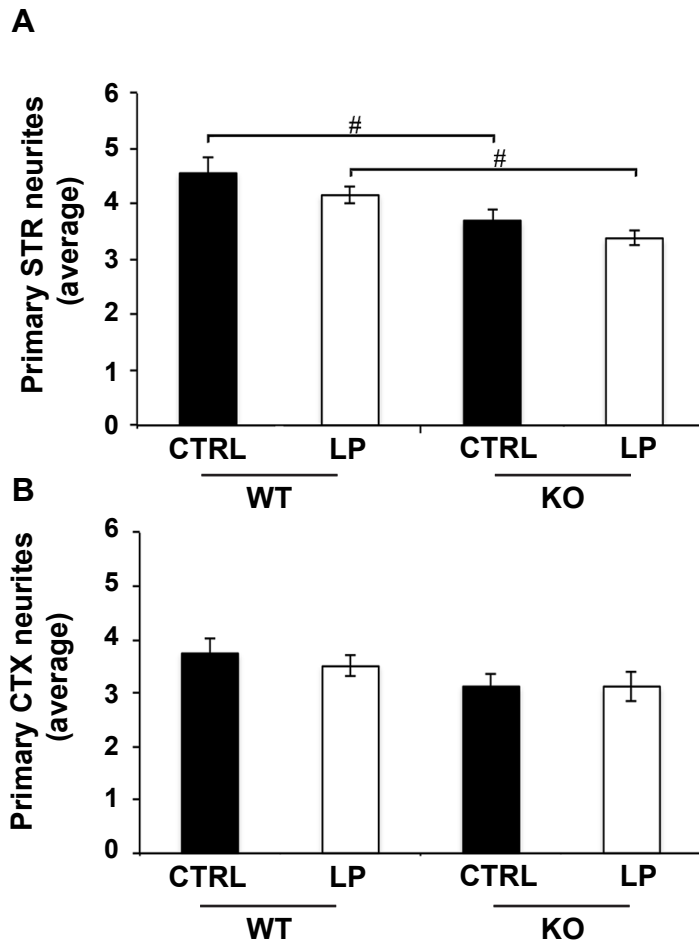 A
Primary STR neurites
(average)
6
5
4
3
2
1
0
#
#
CTRL LP CTRL LP
WT KO
B
Primary CTX neurites
(average)
6
5
4
3
2
1
0
CTRL LP CTRL LP
WT KO